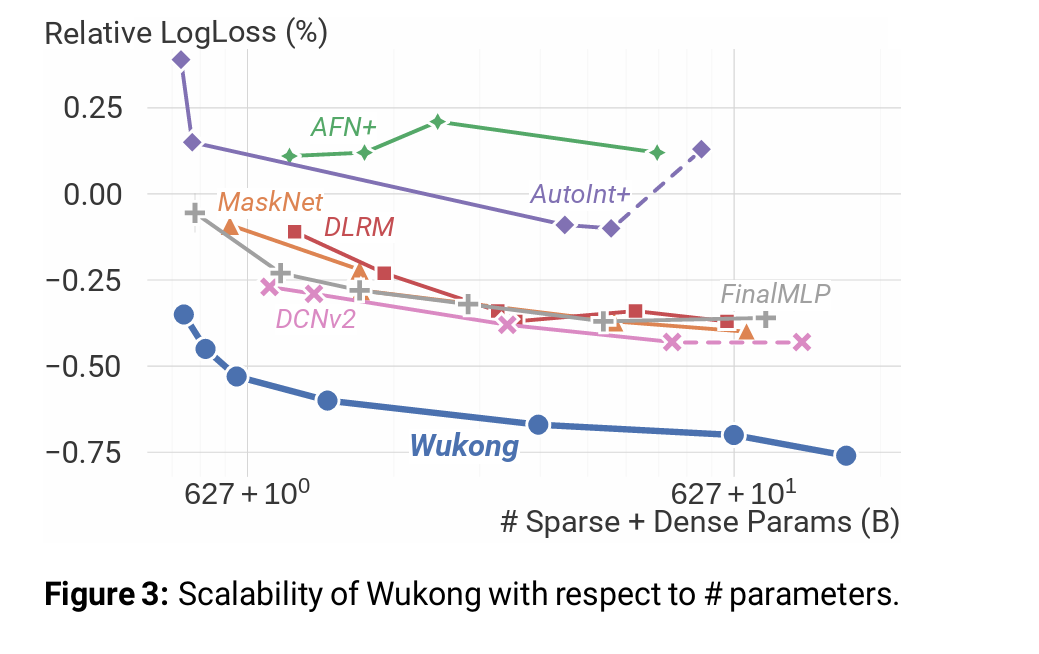 Relative LogLoss (%)
0.25
AFN+
0.00
AutoInt+
MaskNet
DLRM
−0.25
FinalMLP
DCNv2
−0.50
Wukong
−0.75
627 + 10⁰
627 + 10¹
# Sparse + Dense Params (B)
Figure 3: Scalability of Wukong with respect to # parameters.